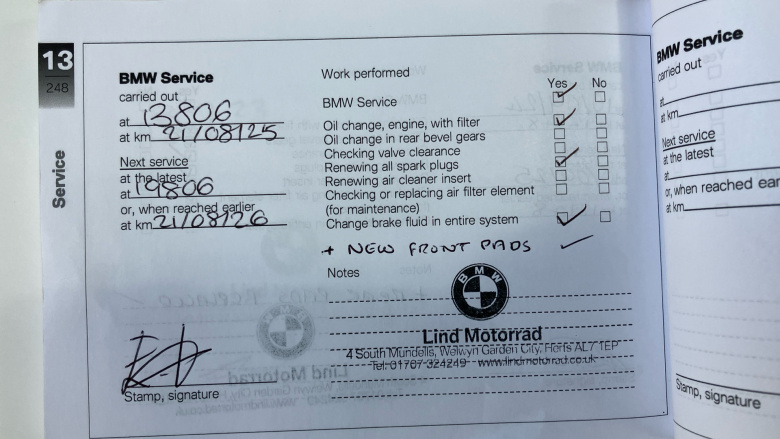 13
248
Service
BMW Service
carried out
at 13806
at km 21/08/25
Next service
at the latest
at 19806
or, when reached earlier
at km 21/08/26
Stamp, signature
Work performed
Yes No
BMW Service
Oil change, engine, with filter
Oil change in rear bevel gears
Checking valve clearance
Renewing all spark plugs
Renewing air cleaner insert
Checking or replacing air filter element
(for maintenance)
Change brake fluid in entire system
+ NEW FRONT PADS
Notes
BMW
Lind Motorrad
4 South Mundells, Welwyn Garden City, Herts AL7 1EP
Tel: 01707 324249 www.lindmotorrad.co.uk
BMW Service
carried out
at
at km
Next service
at the latest
at
or, when reached ear
at km
Stamp, signature